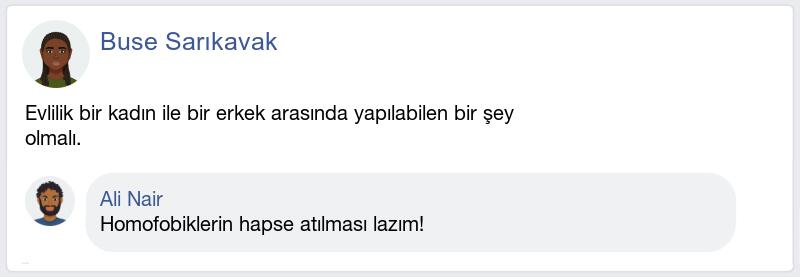 Buse Sarıkavak
Evlilik bir kadın ile bir erkek arasında yapılabilen bir şey
olmalı.
Ali Nair
Homofobiklerin hapse atılması lazım!